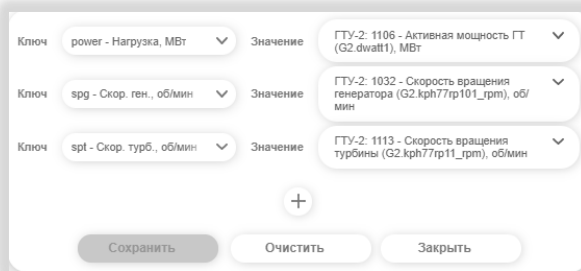 Ключ power - Нагрузка, МВт Значение ГТУ-2: 1106 - Активная мощность ГТ
(G2.dwatt1), МВт
Ключ spg - Скор. ген., об/мин Значение ГТУ-2: 1032 - Скорость вращения
генератора (G2.kph77rp101_rpm), об/
мин
Ключ spt - Скор. турб., об/мин Значение ГТУ-2: 1113 - Скорость вращения
турбины (G2.kph77rp11_rpm), об/мин
+
Сохранить Очистить Закрыть